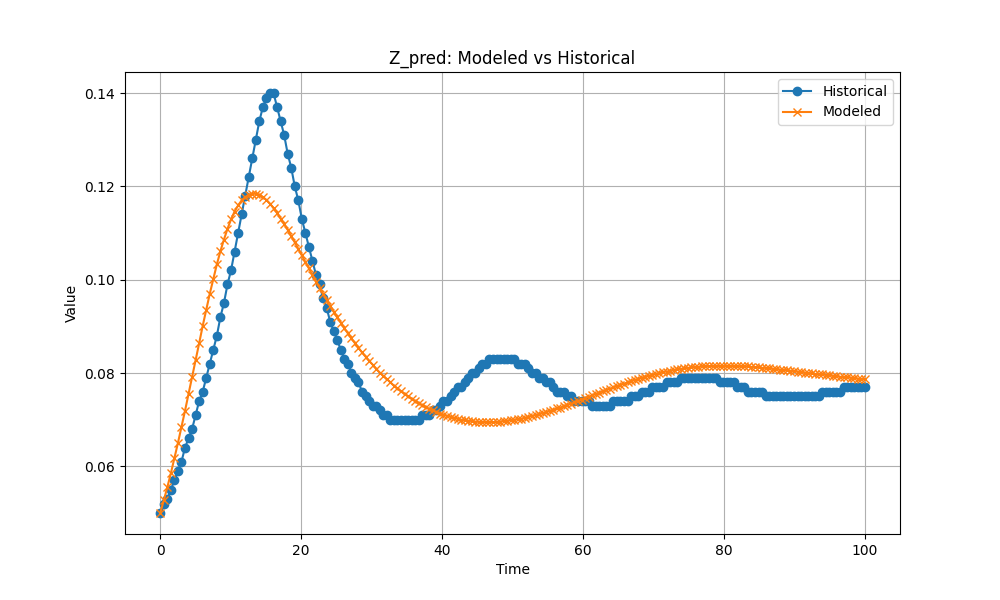 Z_pred: Modeled vs Historical
Historical
Modeled
Value
0.14
0.12
0.10
0.08
0.06
0
20
40
60
80
100
Time